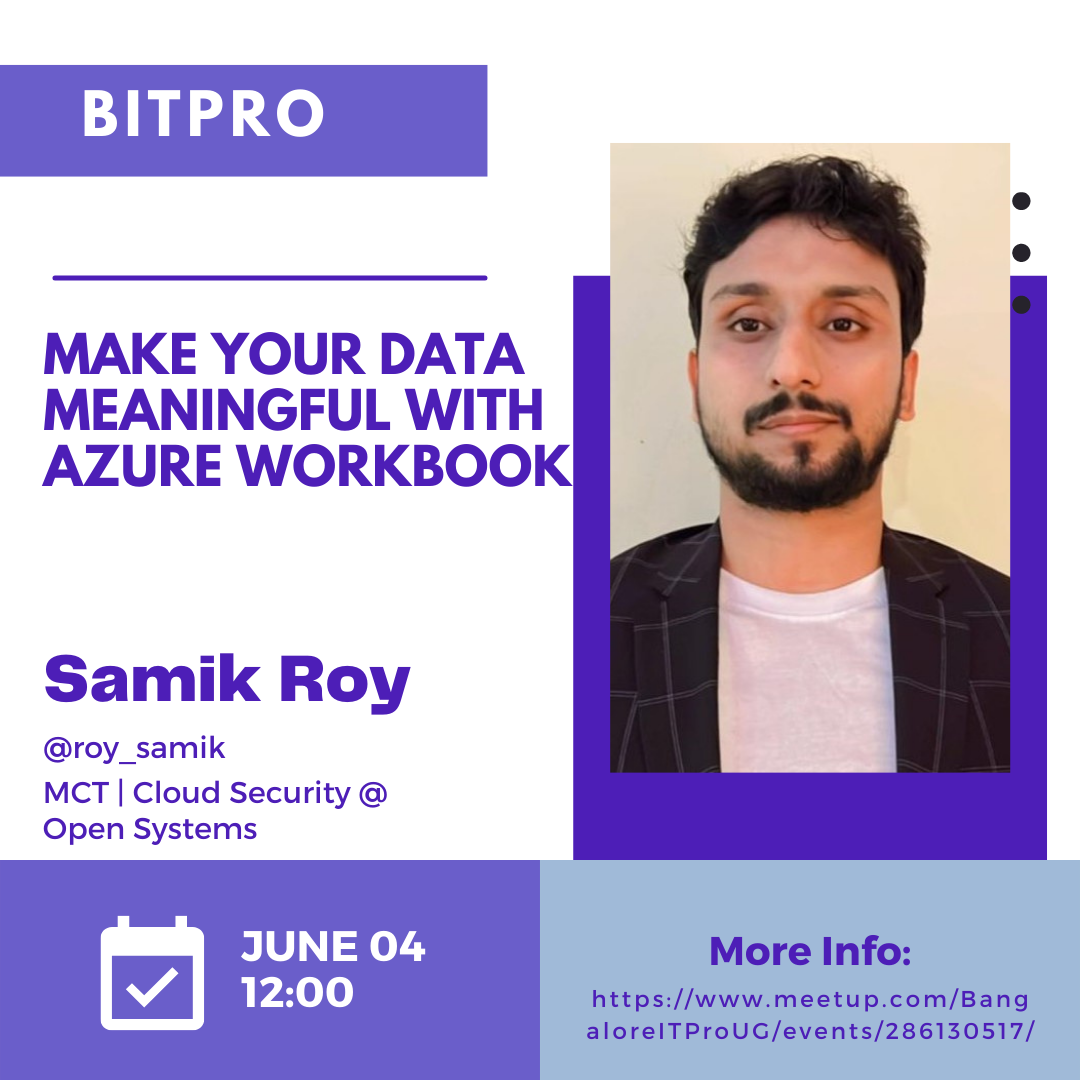 BITPRO
MAKE YOUR DATA
MEANINGFUL WITH
AZURE WORKBOOK
Samik Roy
@roy_samik
MCT | Cloud Security @
Open Systems
JUNE 04
12:00
More Info:
https://www.meetup.com/Bang
aloreITProUG/events/286130517/